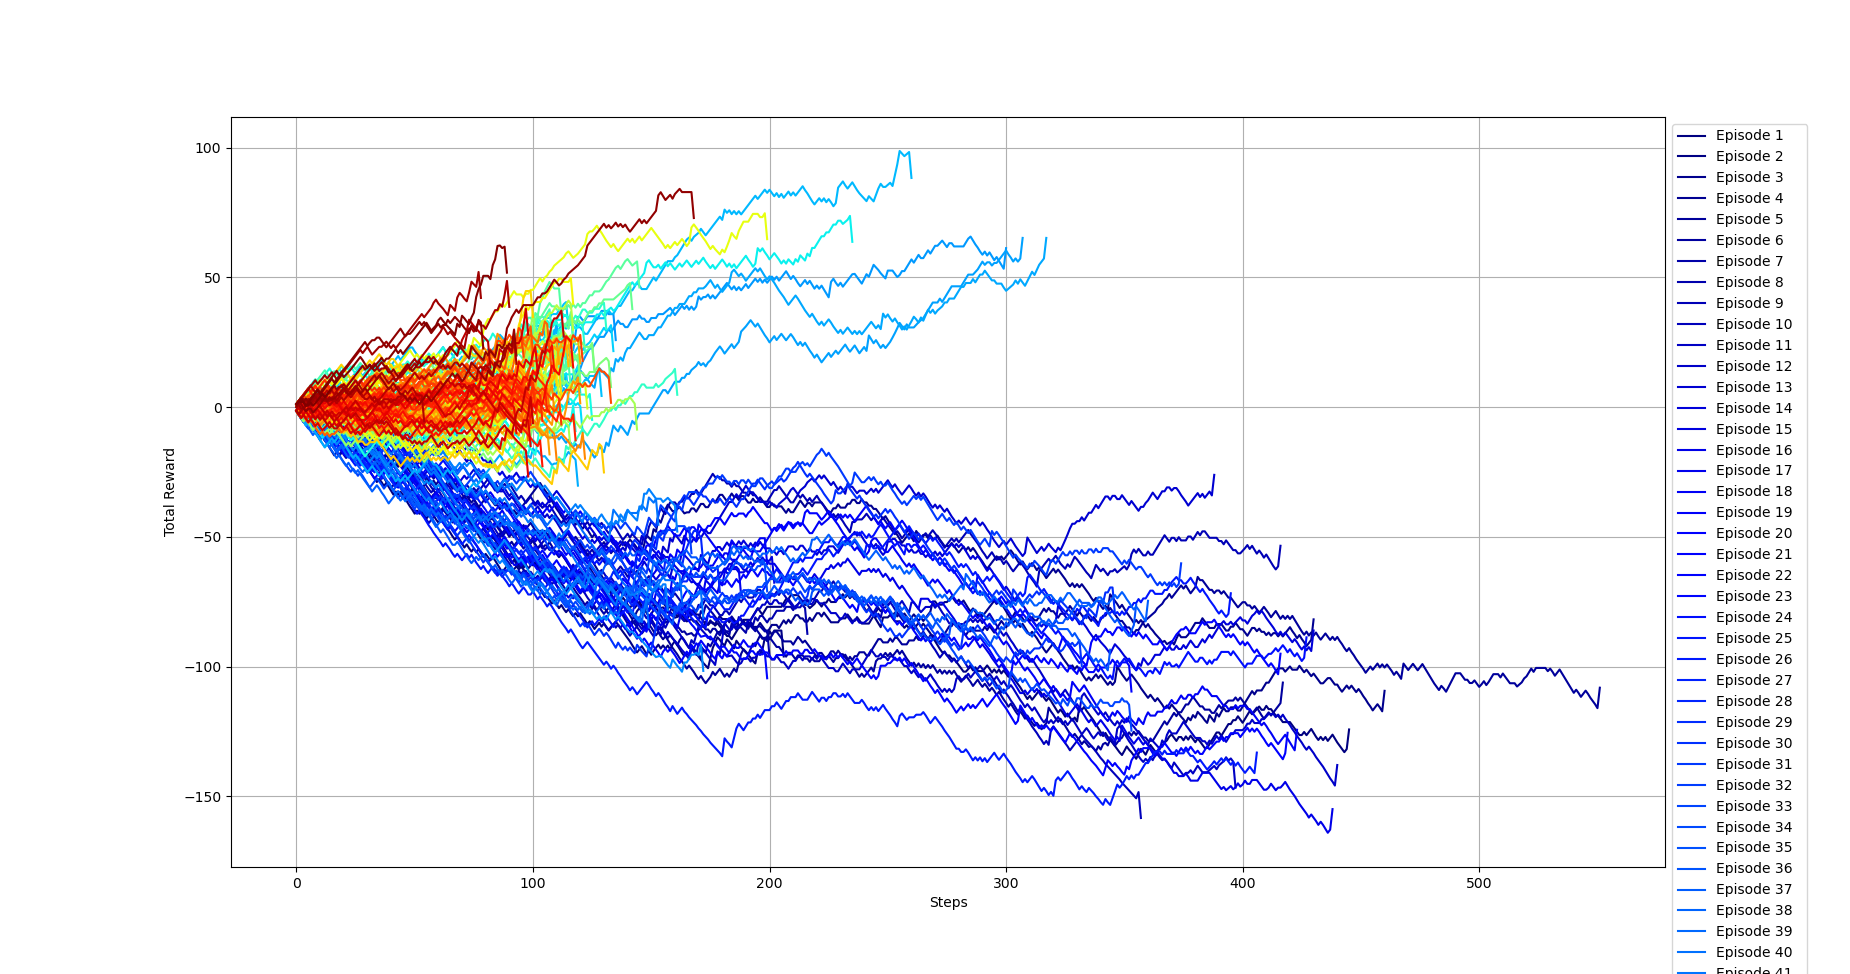 100
50
0
−50
−100
−150
Total Reward
0 100 200 300 400 500
Steps
Episode 1
Episode 2
Episode 3
Episode 4
Episode 5
Episode 6
Episode 7
Episode 8
Episode 9
Episode 10
Episode 11
Episode 12
Episode 13
Episode 14
Episode 15
Episode 16
Episode 17
Episode 18
Episode 19
Episode 20
Episode 21
Episode 22
Episode 23
Episode 24
Episode 25
Episode 26
Episode 27
Episode 28
Episode 29
Episode 30
Episode 31
Episode 32
Episode 33
Episode 34
Episode 35
Episode 36
Episode 37
Episode 38
Episode 39
Episode 40
Episode 41